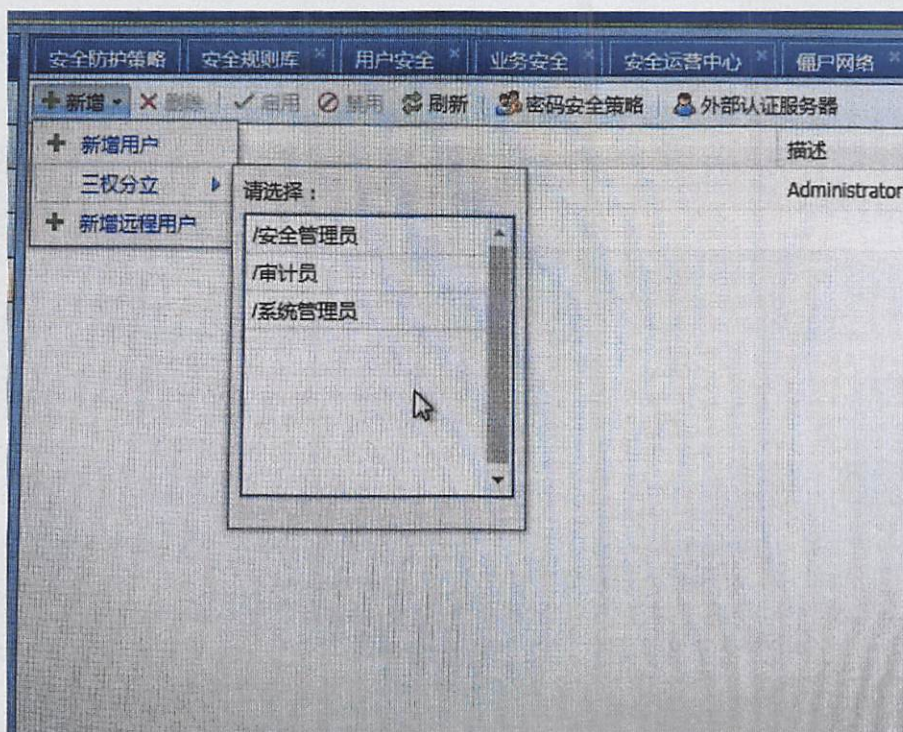 安全防护策略 安全规则库 用户安全 业务安全 安全运营中心 僵尸网络
新增 删除 启用 禁用 刷新 密码安全策略 外部认证服务器
新增用户
描述
三权分立
请选择：
Administrator
新增远程用户
/安全管理员
/审计员
/系统管理员